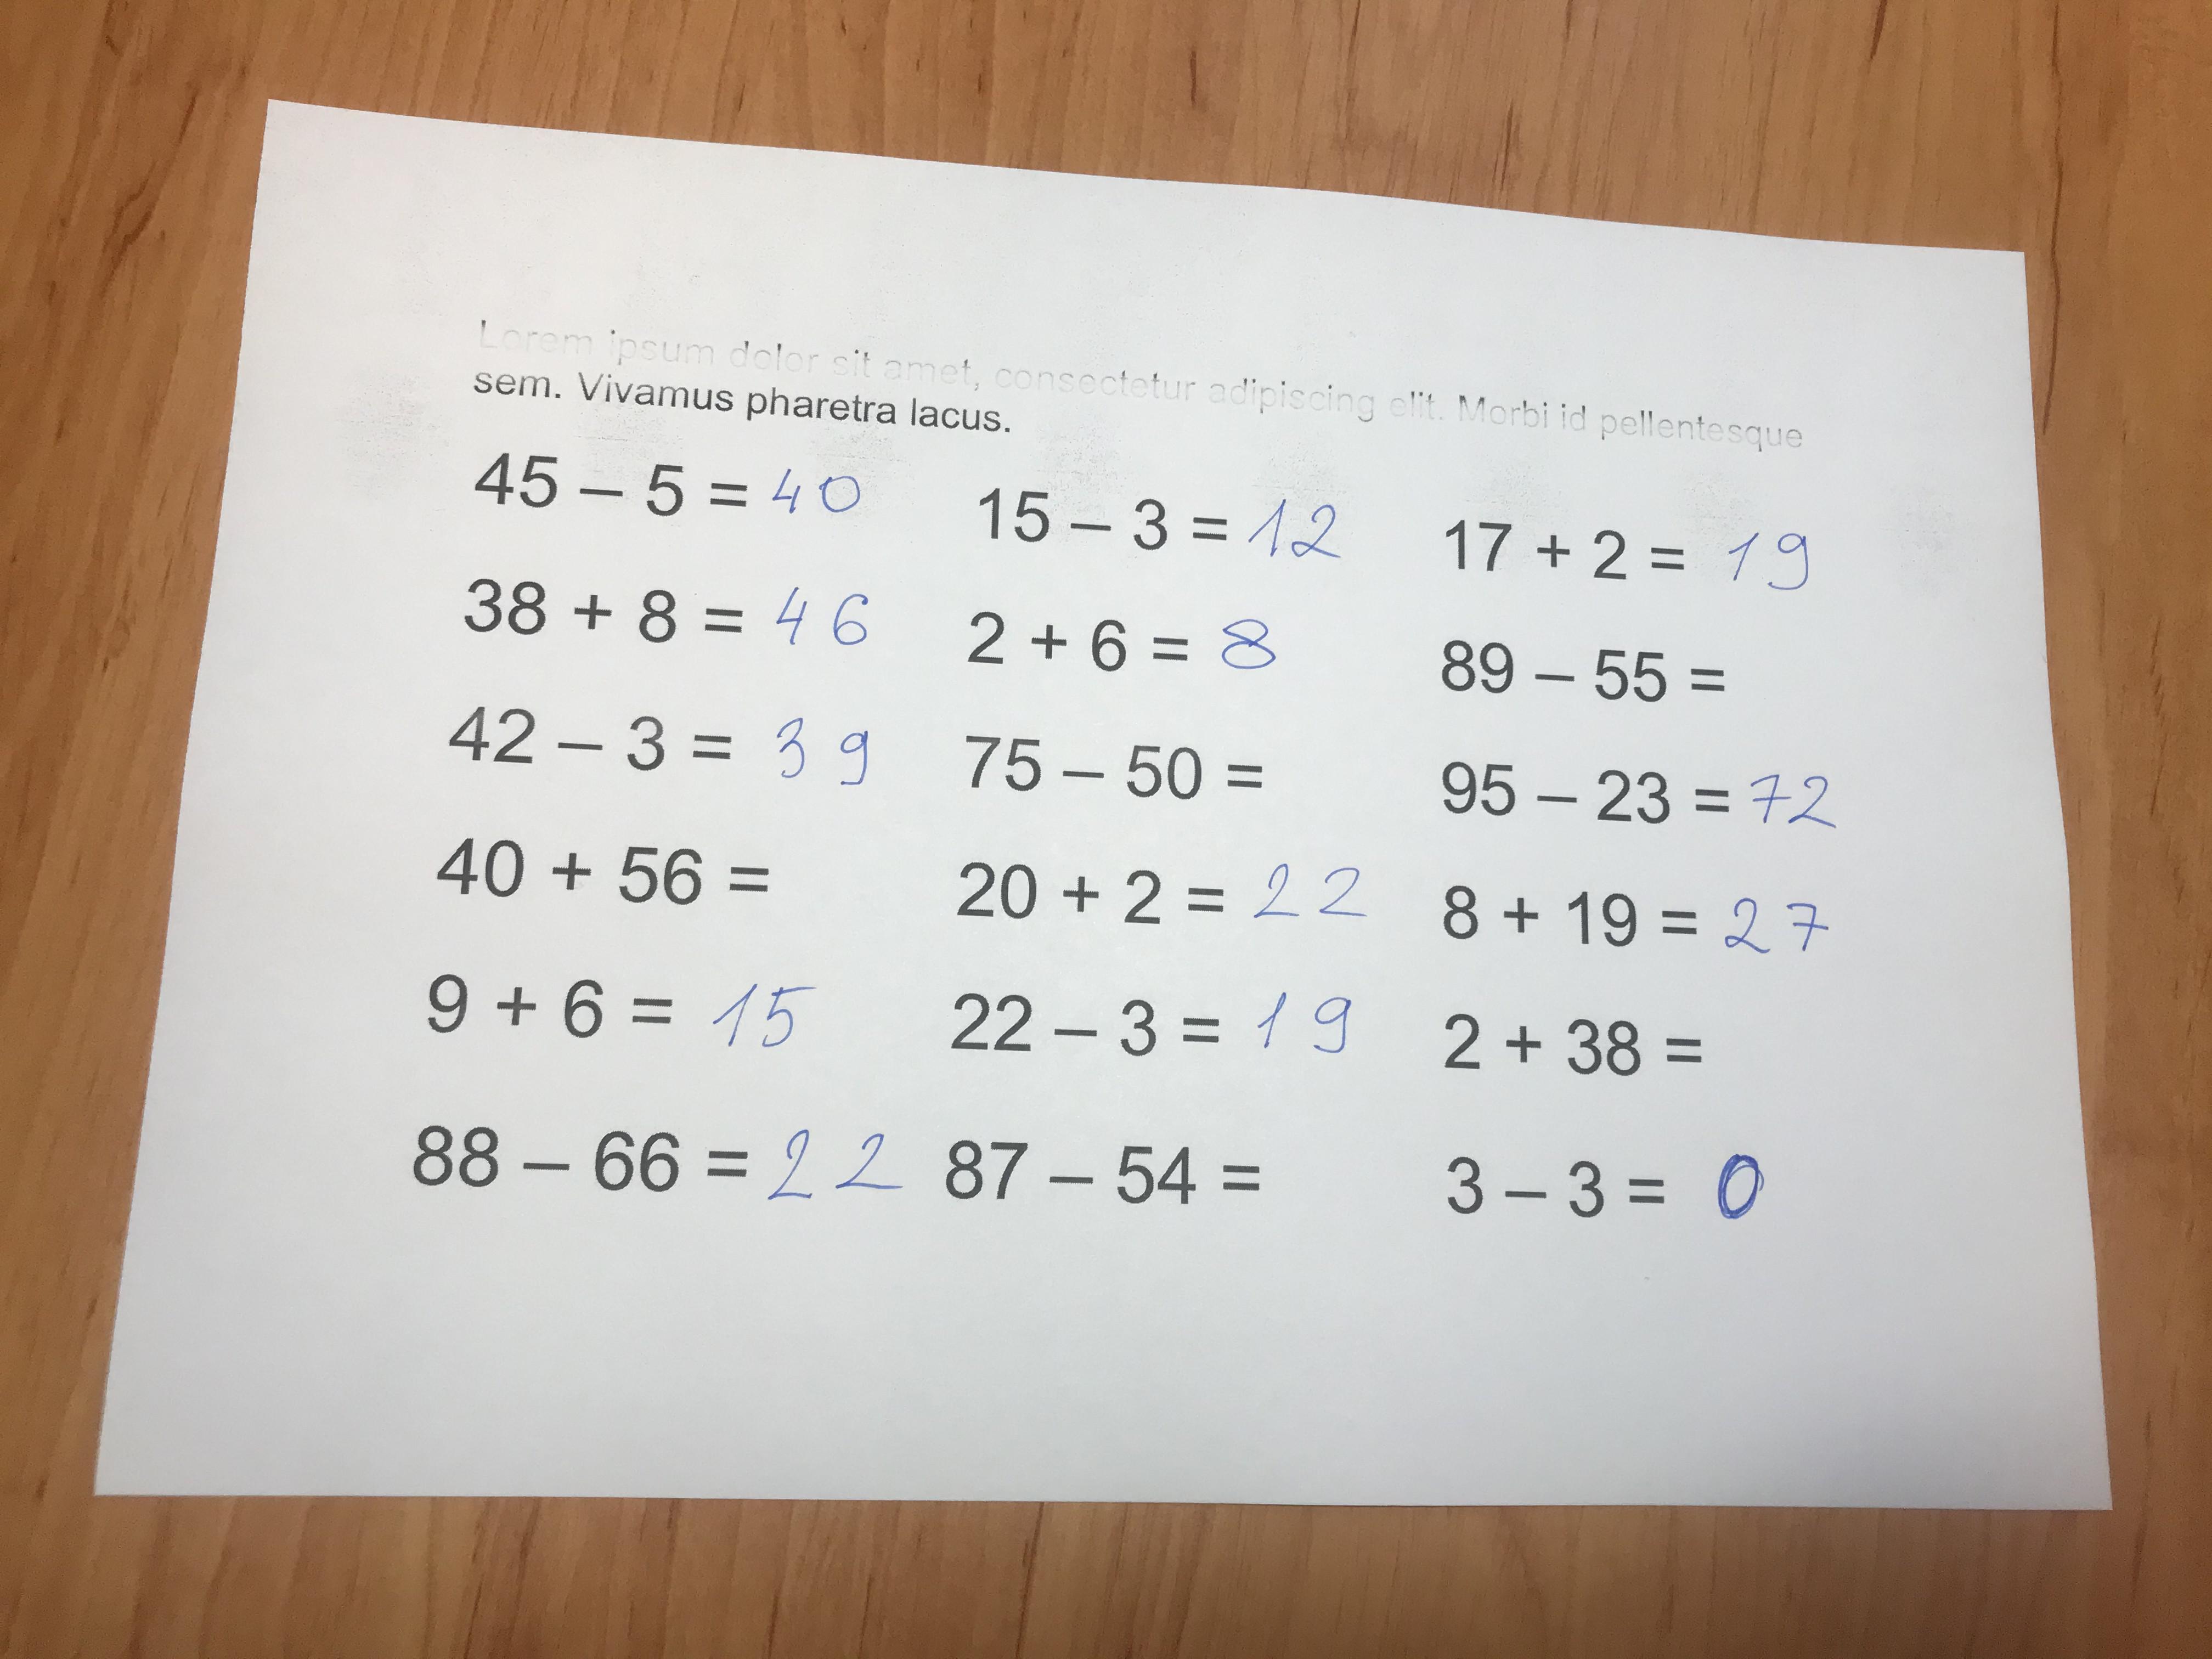 Lorem ipsum dolor sit amet, consectetur adipiscing elit. Morbi id pellentesque
sem. Vivamus pharetra lacus.
45 – 5 = 40
15 – 3 = 12
17 + 2 = 19
38 + 8 = 46
2 + 6 = 8
89 – 55 =
42 – 3 = 39
75 – 50 =
95 – 23 = 72
40 + 56 =
20 + 2 = 22
8 + 19 = 27
9 + 6 = 15
22 – 3 = 19
2 + 38 =
88 – 66 = 22
87 – 54 =
3 – 3 = 0